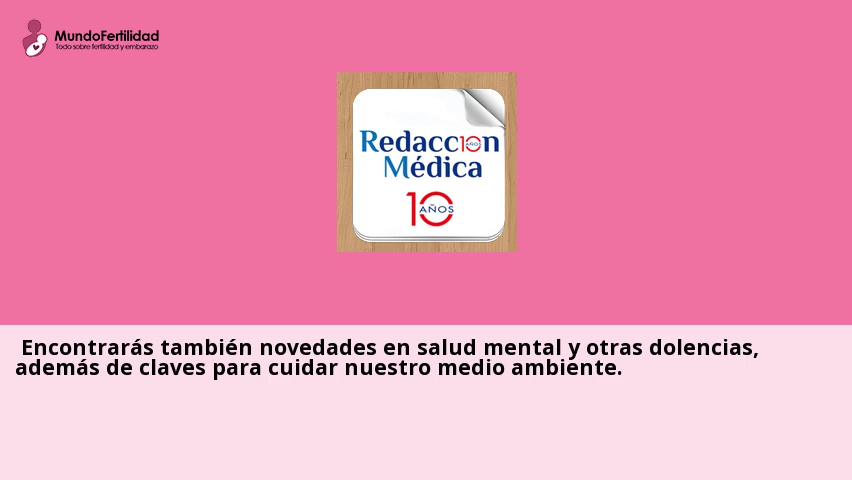 MundoFertilidad
Todo sobre fertilidad y embarazo
Redacc10n
AÑOS
Médica
10
AÑOS
Encontrarás también novedades en salud mental y otras dolencias,
además de claves para cuidar nuestro medio ambiente.